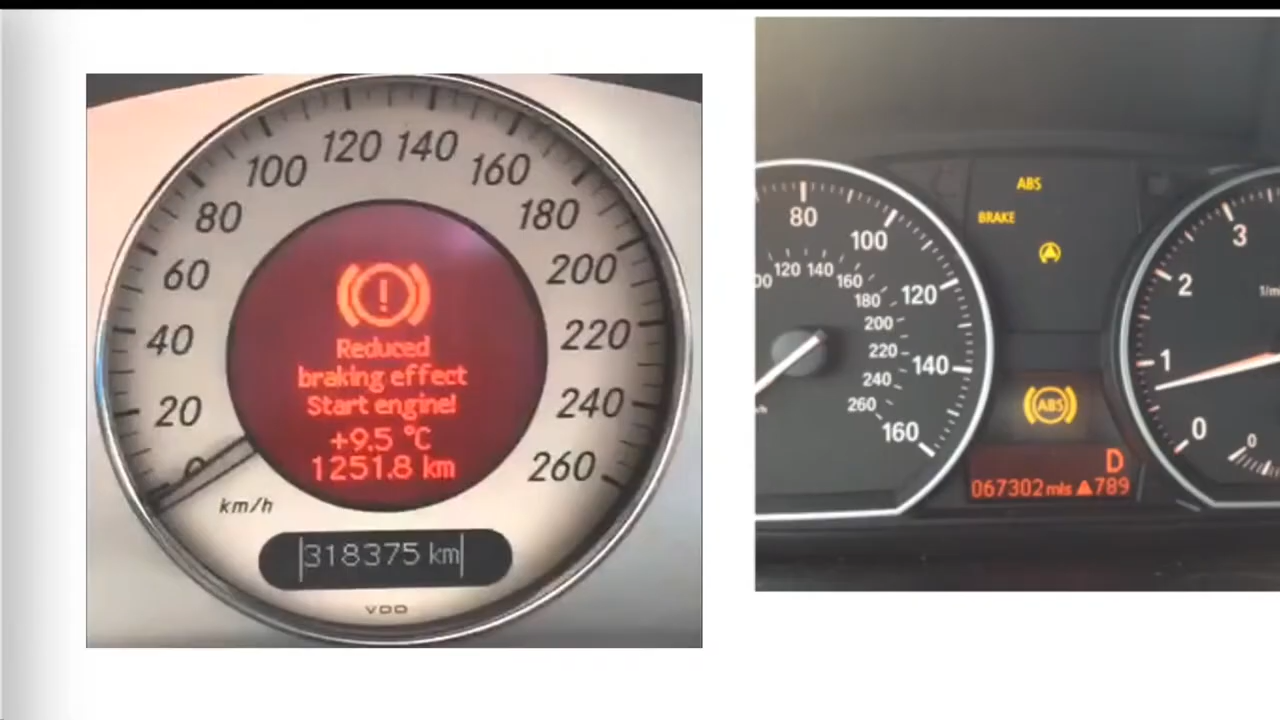 120 140
100 160
80 180
60 200
40 220
20 240
0 260
Reduced
braking effect
Start engine!
+9.5 °C
1251.8 km
km/h
318375 km
VDO
ABS
BRAKE
80
100
120
140
160
120 140
160
180
200
220
240
260
ABS
D
067302 mls ▲789
3
2
1
0
0